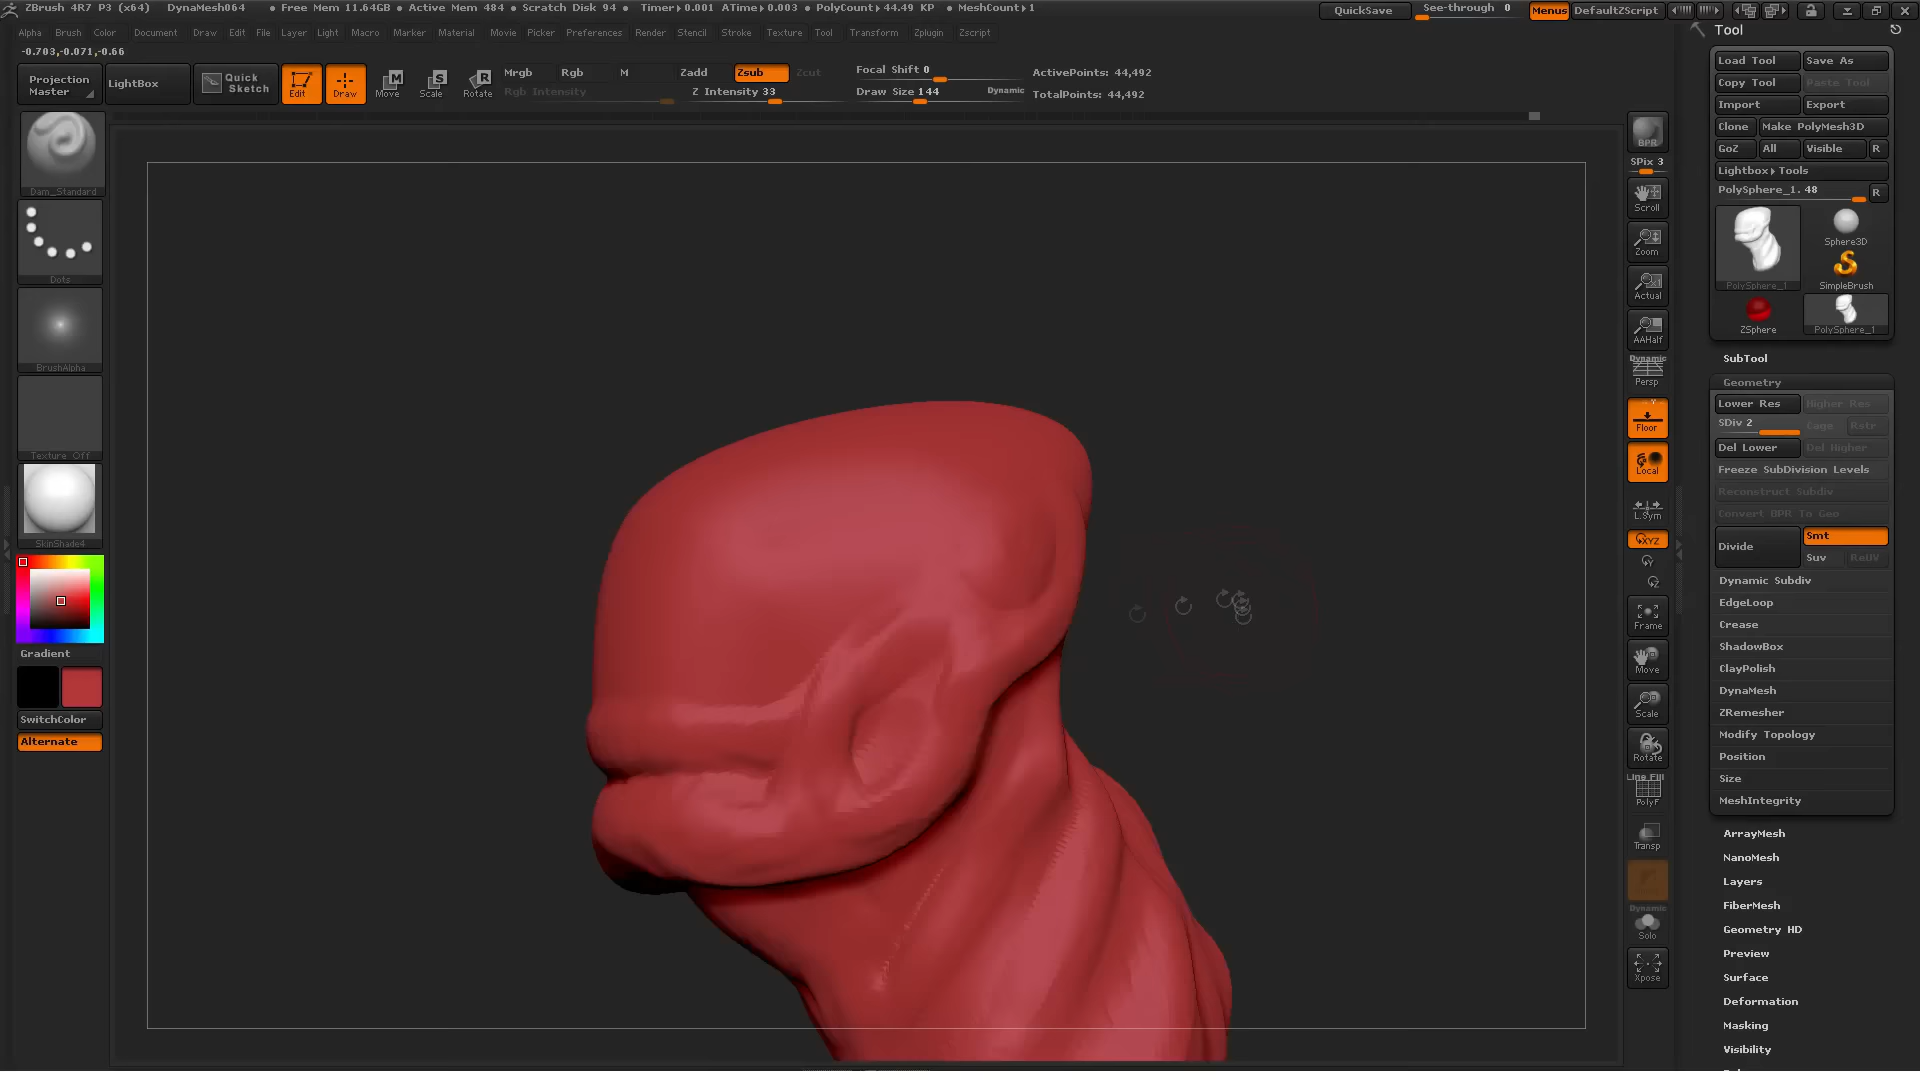 ZBrush 4R7 P3 (x64) DynaMesh064 • Free Mem 11.64GB • Active Mem 484 • Scratch Disk 94 • Timer▸0.001 ATime▸0.003 • PolyCount▸44.49 KP • MeshCount▸1 QuickSave See-through 0 Menus DefaultZScript
Alpha Brush Color Document Draw Edit File Layer Light Macro Marker Material Movie Picker Preferences Render Stencil Stroke Texture Tool Transform Zplugin Zscript
-0.703,-0.071,-0.66
Projection Master
LightBox
Quick Sketch
Edit
Draw
Move
Scale
Rotate
Mrgb Rgb M Zadd Zsub Zcut
Rgb Intensity Z Intensity 33
Focal Shift 0
Draw Size 144 Dynamic
ActivePoints: 44,492
TotalPoints: 44,492
Dam_Standard
Dots
BrushAlpha
Texture Off
SkinShade4
Gradient
SwitchColor
Alternate
BPR
SPix 3
Scroll
Zoom
Actual
AAHalf
Dynamic
Persp
Floor
Local
L.Sym
XYZ
Y
Z
Frame
Move
Scale
Rotate
Line Fill
PolyF
Transp
Dynamic
Solo
Xpose
Tool
Load Tool Save As
Copy Tool Paste Tool
Import Export
Clone Make PolyMesh3D
GoZ All Visible R
Lightbox▸Tools
PolySphere_1. 48 R
PolySphere_1
Sphere3D
SimpleBrush
ZSphere
PolySphere_1
SubTool
Geometry
Lower Res Higher Res
SDiv 2 Cage Rstr
Del Lower Del Higher
Freeze SubDivision Levels
Reconstruct Subdiv
Convert BPR To Geo
Divide Smt
Suv ReUV
Dynamic Subdiv
EdgeLoop
Crease
ShadowBox
ClayPolish
DynaMesh
ZRemesher
Modify Topology
Position
Size
MeshIntegrity
ArrayMesh
NanoMesh
Layers
FiberMesh
Geometry HD
Preview
Surface
Deformation
Masking
Visibility